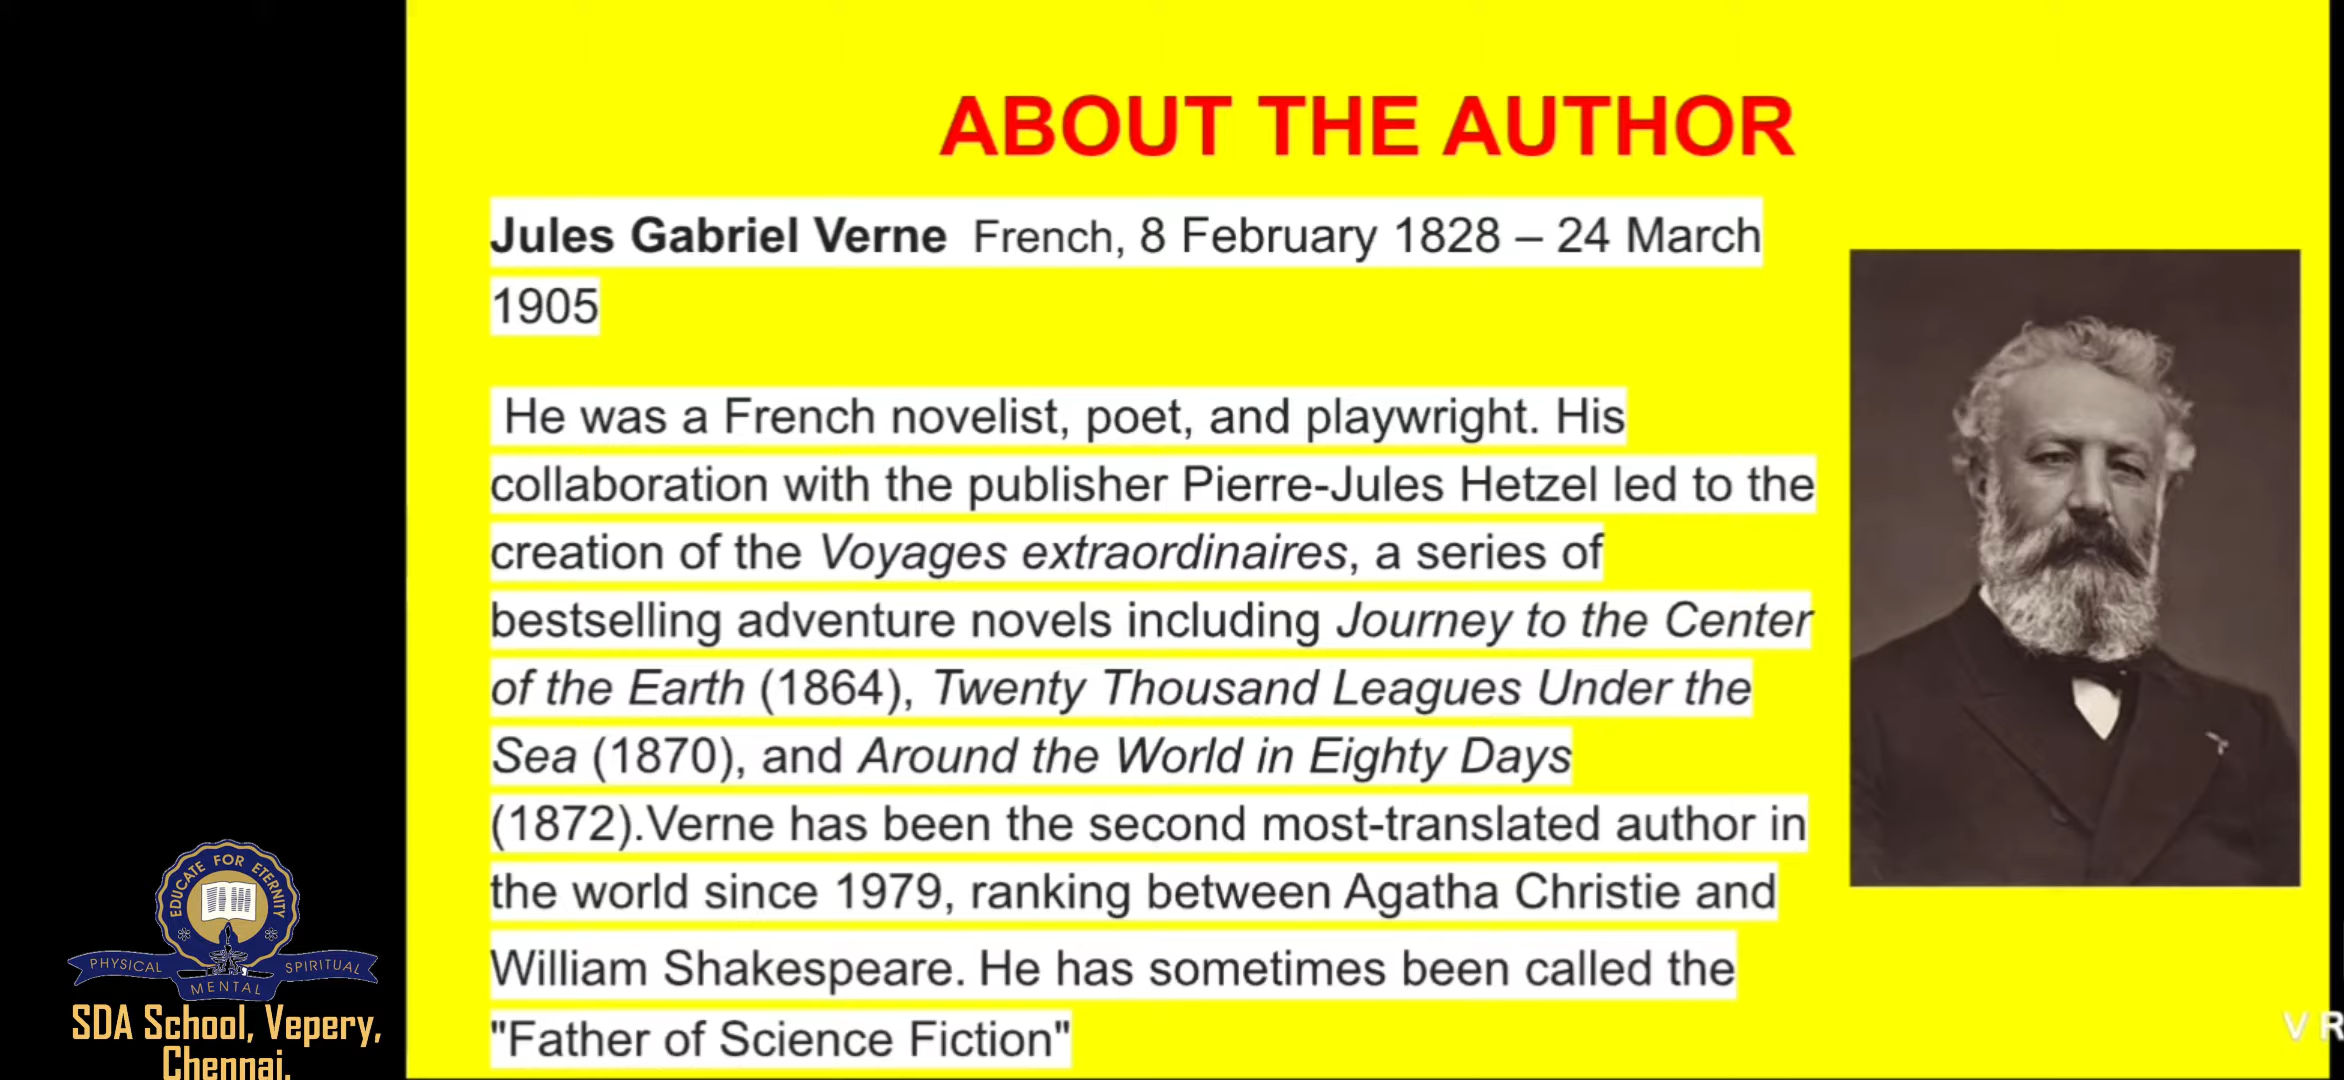 ABOUT THE AUTHOR
Jules Gabriel Verne French, 8 February 1828 – 24 March
1905
He was a French novelist, poet, and playwright. His
collaboration with the publisher Pierre-Jules Hetzel led to the
creation of the Voyages extraordinaires, a series of
bestselling adventure novels including Journey to the Center
of the Earth (1864), Twenty Thousand Leagues Under the
Sea (1870), and Around the World in Eighty Days
(1872).Verne has been the second most-translated author in
the world since 1979, ranking between Agatha Christie and
William Shakespeare. He has sometimes been called the
"Father of Science Fiction"
EDUCATE FOR ETERNITY
PHYSICAL
MENTAL
SPIRITUAL
SDA School, Vepery,
Chennai.
V R